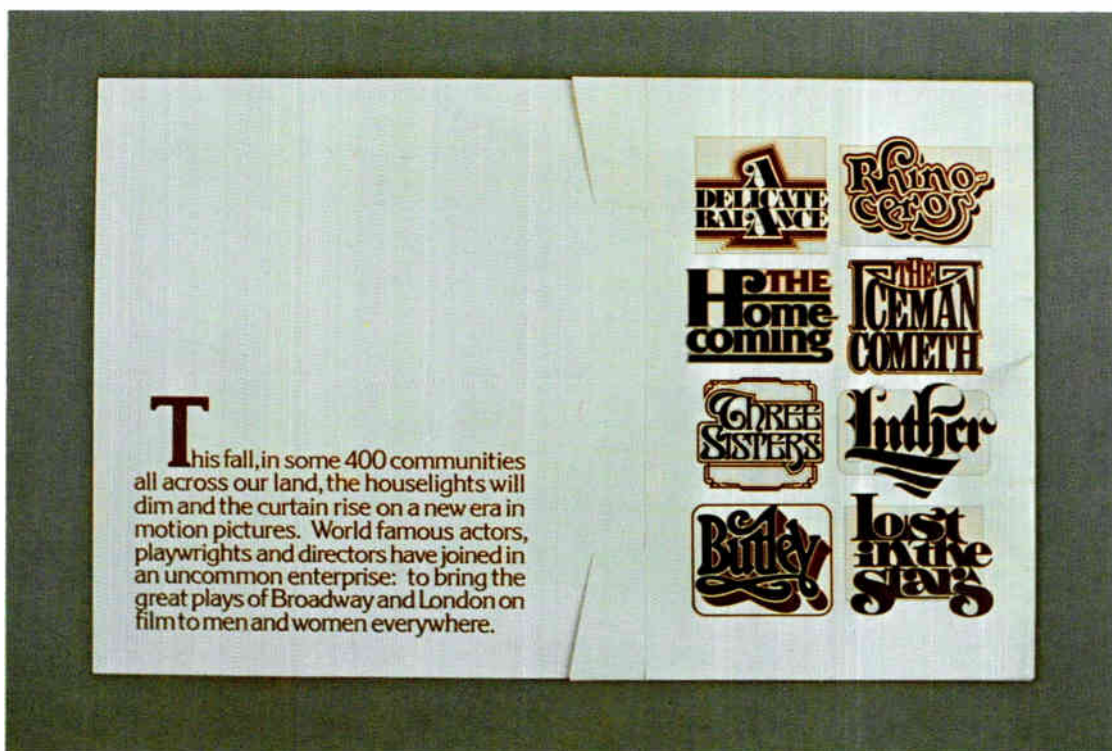 This fall, in some 400 communities
all across our land, the houselights will
dim and the curtain rise on a new era in
motion pictures. World famous actors,
playwrights and directors have joined in
an uncommon enterprise: to bring the
great plays of Broadway and London on
film to men and women everywhere.
A
DELICATE
BALANCE
Rhino-
ceros
THE
Home-
coming
THE
ICEMAN
COMETH
THREE
SISTERS
Luther
Butley
lost
in the
stars